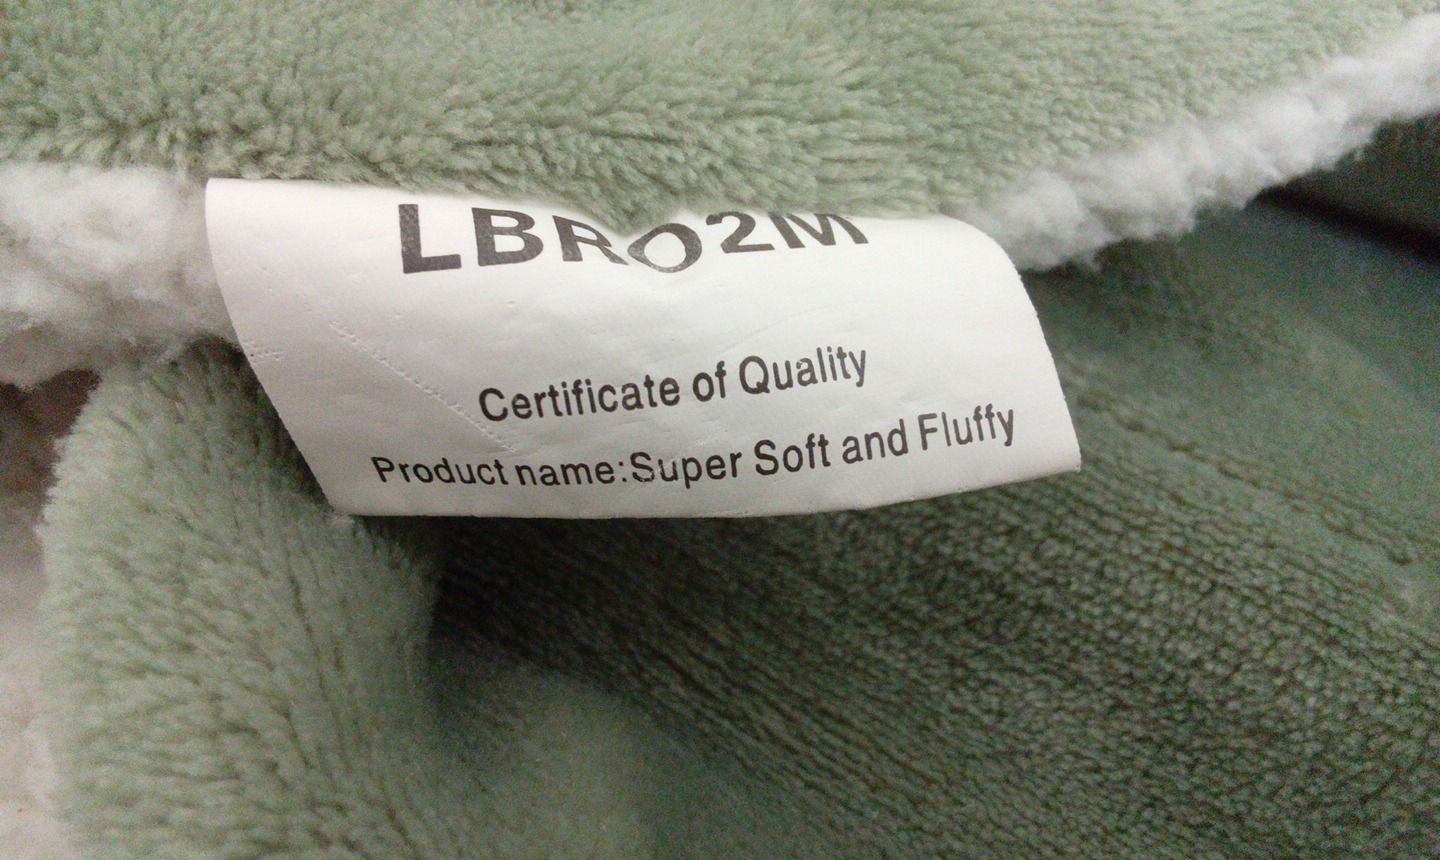 LBRO2M
Certificate of Quality
Product name:Super Soft and Fluffy